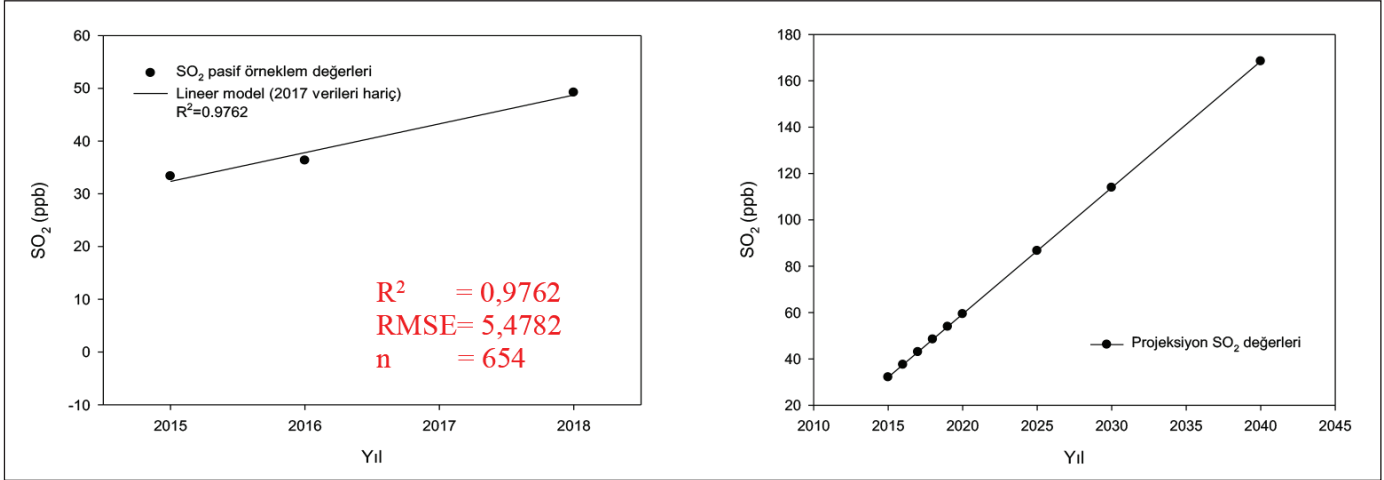 60
50
40
30
20
10
0
-10
SO2 (ppb)
SO2 pasif örneklem değerleri
Lineer model (2017 verileri hariç)
R2=0.9762
R2 = 0,9762
RMSE= 5,4782
n = 654
2015 2016 2017 2018
Yıl
180
160
140
120
100
80
60
40
20
SO2 (ppb)
Projeksiyon SO2 değerleri
2010 2015 2020 2025 2030 2035 2040 2045
Yıl